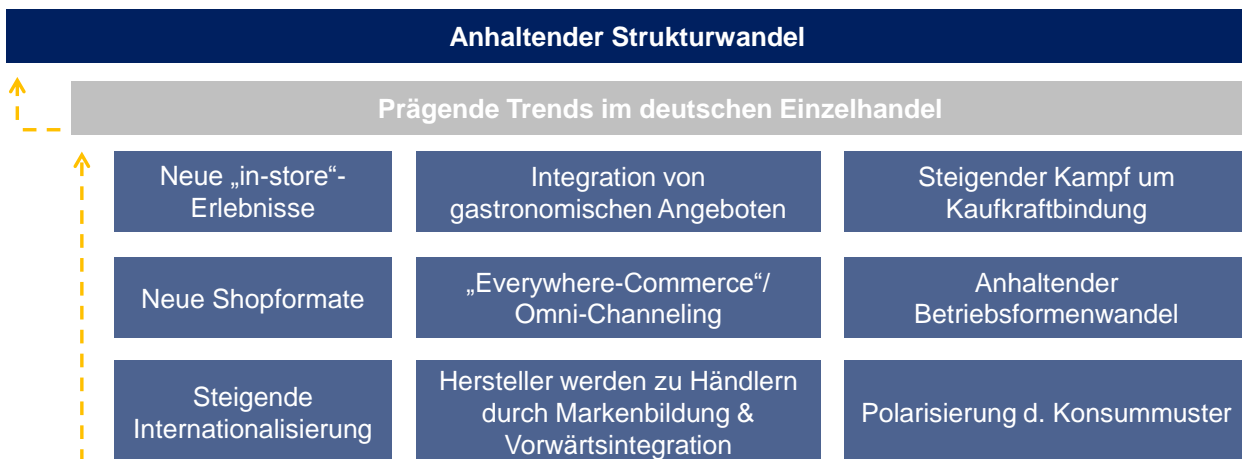 Anhaltender Strukturwandel
Prägende Trends im deutschen Einzelhandel
Neue „in-store“-
Erlebnisse
Integration von
gastronomischen Angeboten
Steigender Kampf um
Kaufkraftbindung
Neue Shopformate
„Everywhere-Commerce“/
Omni-Channeling
Anhaltender
Betriebsformenwandel
Steigende
Internationalisierung
Hersteller werden zu Händlern
durch Markenbildung &
Vorwärtsintegration
Polarisierung d. Konsummuster